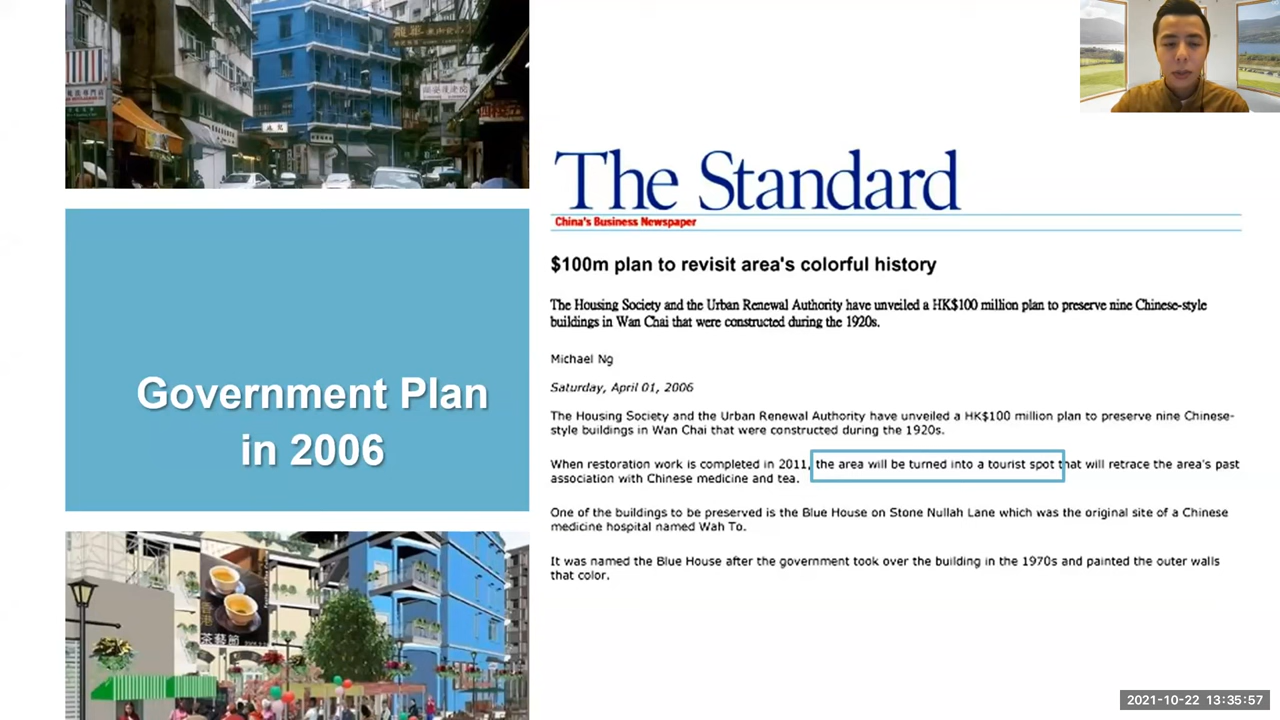 Government Plan
in 2006
茶藝節
The Standard
China's Business Newspaper
$100m plan to revisit area's colorful history
The Housing Society and the Urban Renewal Authority have unveiled a HK$100 million plan to preserve nine Chinese-style
buildings in Wan Chai that were constructed during the 1920s.
Michael Ng
Saturday, April 01, 2006
The Housing Society and the Urban Renewal Authority have unveiled a HK$100 million plan to preserve nine Chinese-
style buildings in Wan Chai that were constructed during the 1920s.
When restoration work is completed in 2011, the area will be turned into a tourist spot that will retrace the area's past
association with Chinese medicine and tea.
One of the buildings to be preserved is the Blue House on Stone Nullah Lane which was the original site of a Chinese
medicine hospital named Wah To.
It was named the Blue House after the government took over the building in the 1970s and painted the outer walls
that color.
2021-10-22 13:35:57